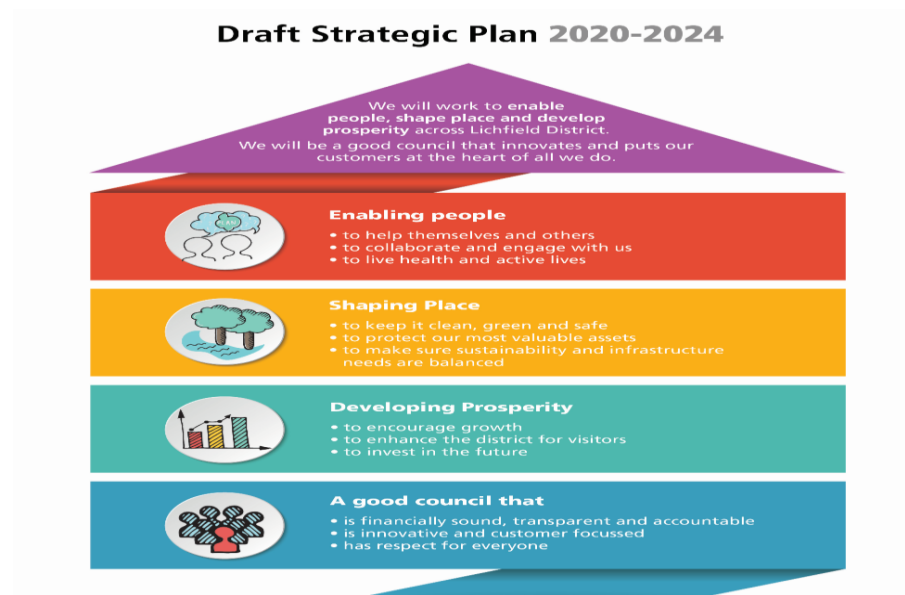 Draft Strategic Plan 2020-2024
We will work to enable
people, shape place and develop
prosperity across Lichfield District.
We will be a good council that innovates and puts our
customers at the heart of all we do.
Enabling people
• to help themselves and others
• to collaborate and engage with us
• to live health and active lives
Shaping Place
• to keep it clean, green and safe
• to protect our most valuable assets
• to make sure sustainability and infrastructure
needs are balanced
Developing Prosperity
• to encourage growth
• to enhance the district for visitors
• to invest in the future
A good council that
• is financially sound, transparent and accountable
• is innovative and customer focussed
• has respect for everyone